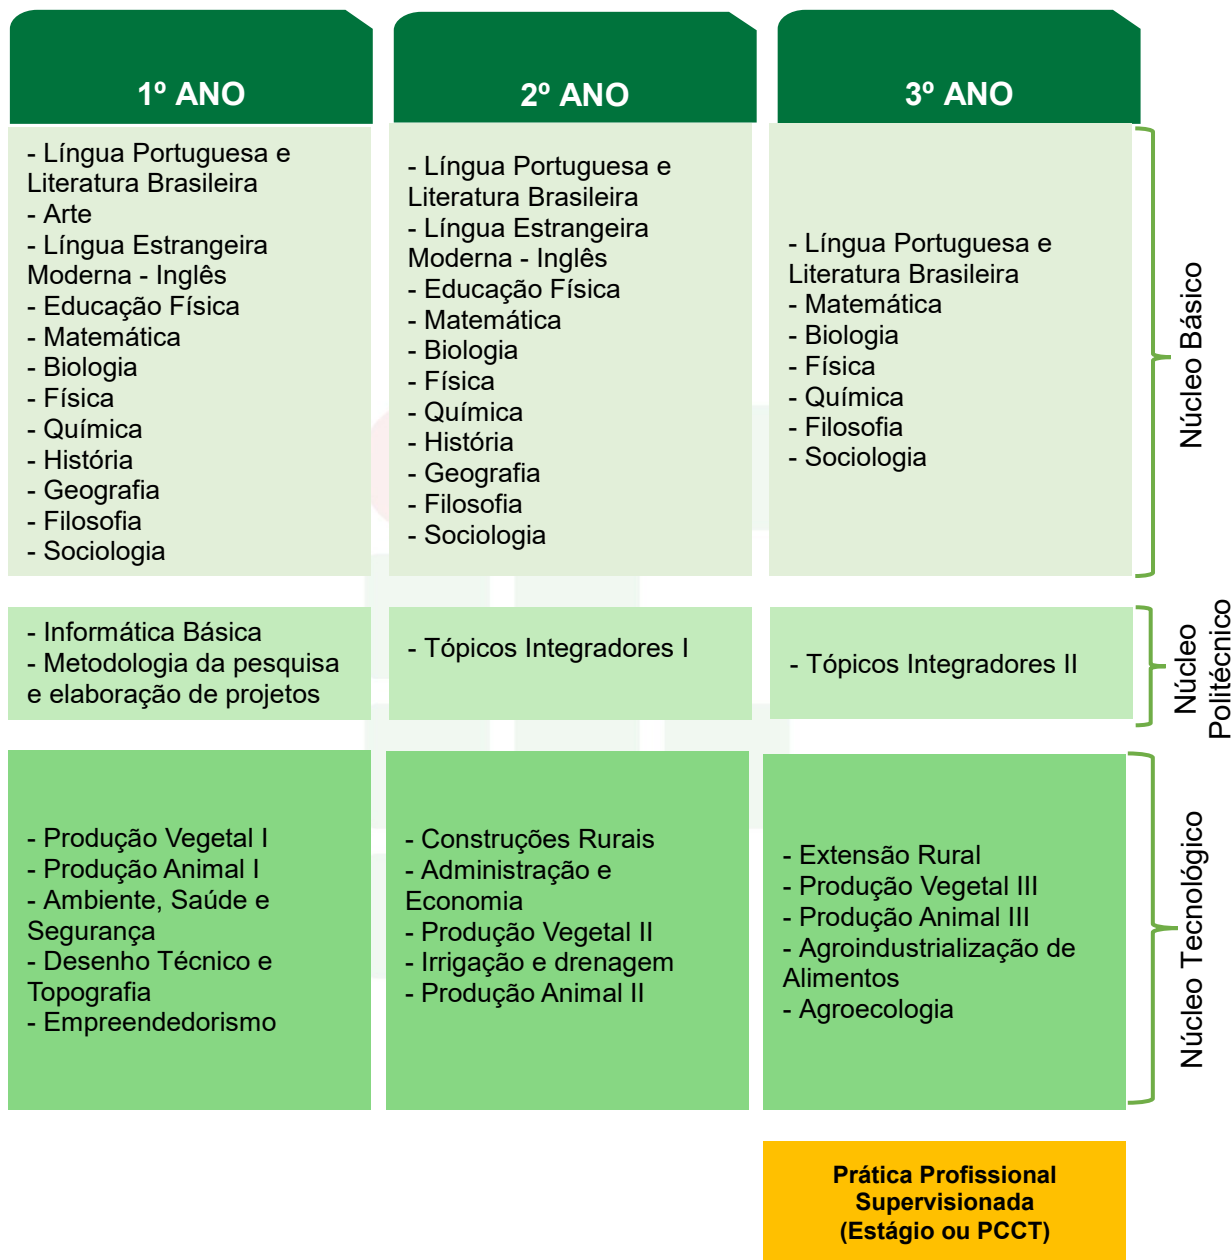 1º ANO
- Língua Portuguesa e
Literatura Brasileira
- Arte
- Língua Estrangeira
Moderna - Inglês
- Educação Física
- Matemática
- Biologia
- Física
- Química
- História
- Geografia
- Filosofia
- Sociologia
2º ANO
- Língua Portuguesa e
Literatura Brasileira
- Língua Estrangeira
Moderna - Inglês
- Educação Física
- Matemática
- Biologia
- Física
- Química
- História
- Geografia
- Filosofia
- Sociologia
3º ANO
- Língua Portuguesa e
Literatura Brasileira
- Matemática
- Biologia
- Física
- Química
- Filosofia
- Sociologia
Núcleo Básico
- Informática Básica
- Metodologia da pesquisa
e elaboração de projetos
- Tópicos Integradores I
- Tópicos Integradores II
Núcleo
Politécnico
- Produção Vegetal I
- Produção Animal I
- Ambiente, Saúde e
Segurança
- Desenho Técnico e
Topografia
- Empreendedorismo
- Construções Rurais
- Administração e
Economia
- Produção Vegetal II
- Irrigação e drenagem
- Produção Animal II
- Extensão Rural
- Produção Vegetal III
- Produção Animal III
- Agroindustrialização de
Alimentos
- Agroecologia
Núcleo Tecnológico
Prática Profissional
Supervisionada
(Estágio ou PCCT)